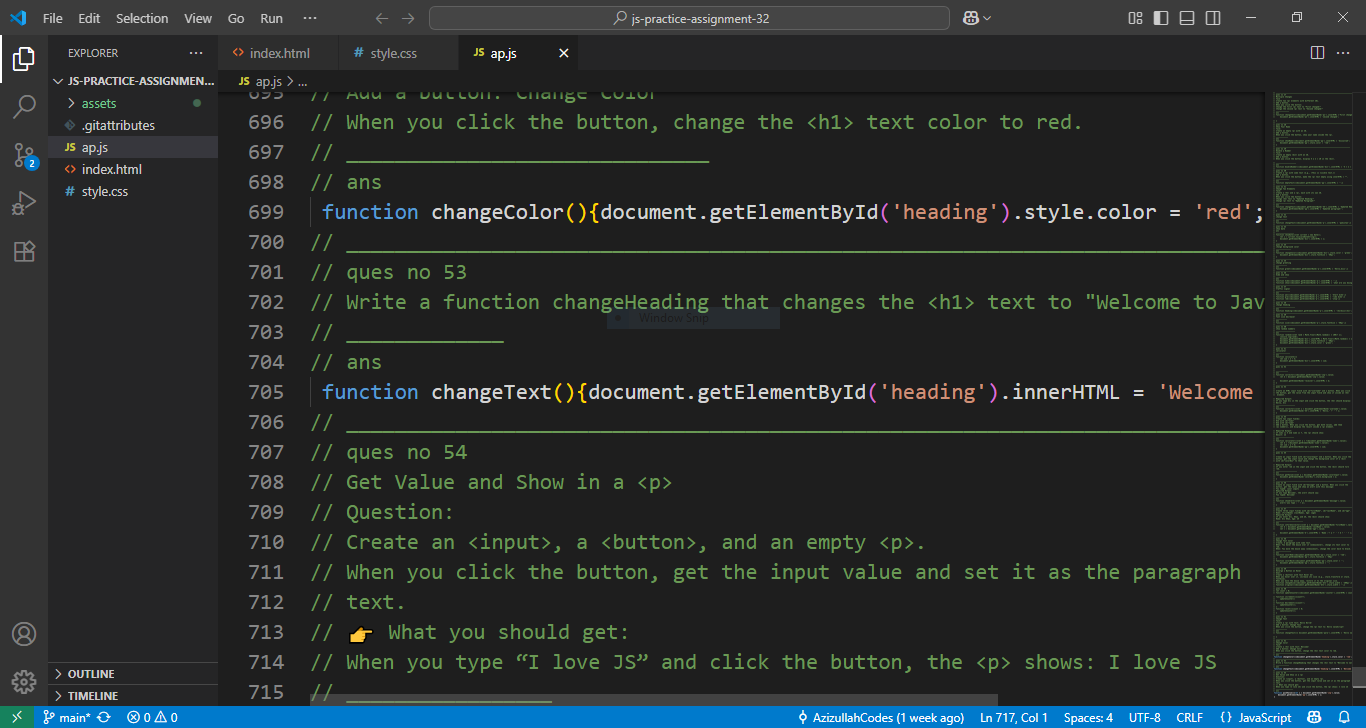 File Edit Selection View Go Run ··· js-practice-assignment-32
EXPLORER ···
JS-PRACTICE-ASSIGNMEN...
assets
.gitattributes
JS ap.js
<> index.html
# style.css
OUTLINE
TIMELINE
<> index.html # style.css JS ap.js
JS ap.js > ...
695 // Add a button: Change Color
696 // When you click the button, change the <h1> text color to red.
697 // ______________________________
698 // ans
699 function changeColor(){document.getElementById('heading').style.color = 'red';
700 // ____________________________________________________________________________
701 // ques no 53
702 // Write a function changeHeading that changes the <h1> text to "Welcome to Jav
703 // _____________
704 // ans
705 function changeText(){document.getElementById('heading').innerHTML = 'Welcome
706 // ____________________________________________________________________________
707 // ques no 54
708 // Get Value and Show in a <p>
709 // Question:
710 // Create an <input>, a <button>, and an empty <p>.
711 // When you click the button, get the input value and set it as the paragraph
712 // text.
713 // 👉 What you should get:
714 // When you type “I love JS” and click the button, the <p> shows: I love JS
715 // _________________
Window Snip
2
main* 0 0 AzizullahCodes (1 week ago) Ln 717, Col 1 Spaces: 4 UTF-8 CRLF {} JavaScript